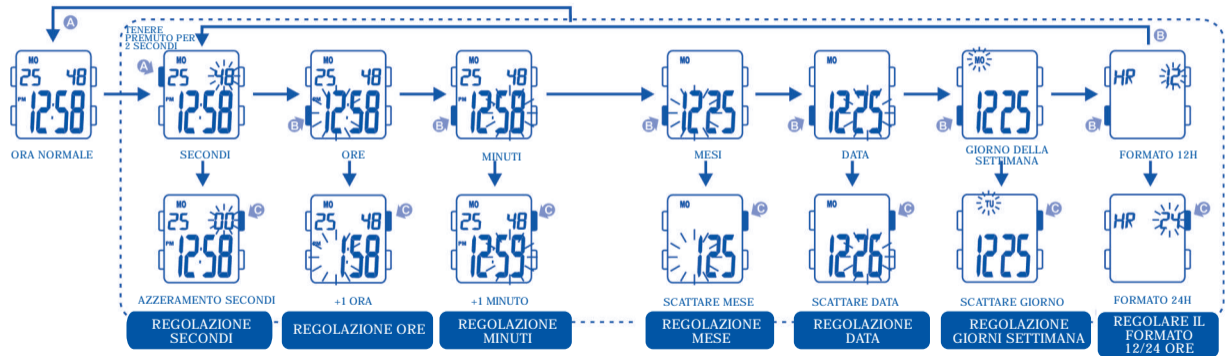 A
TENERE
PREMUTO PER
2 SECONDI
B
MO
25 48
PM 12:58
ORA NORMALE
A
MO
25 48
PM 12:58
SECONDI
B
MO
25 48
PM 12:58
ORE
B
MO
25 48
PM 12:58
MINUTI
B
MO
12 25
MESI
B
MO
12 25
DATA
B
MO
12 25
GIORNO DELLA
SETTIMANA
B
HR 12
FORMATO 12H
C
MO
25 00
PM 12:58
AZZERAMENTO SECONDI
C
MO
25 48
PM 1:58
+1 ORA
C
MO
25 48
PM 12:59
+1 MINUTO
C
MO
1 25
SCATTARE MESE
C
MO
12 26
SCATTARE DATA
C
TU
12 25
SCATTARE GIORNO
C
HR 24
FORMATO 24H
REGOLAZIONE
SECONDI
REGOLAZIONE ORE
REGOLAZIONE
MINUTI
REGOLAZIONE
MESE
REGOLAZIONE
DATA
REGOLAZIONE
GIORNI SETTIMANA
REGOLARE IL
FORMATO
12/24 ORE